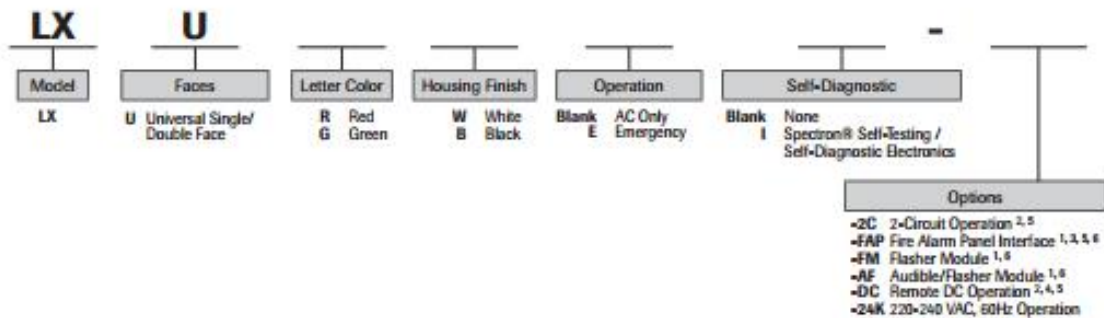 LX U -
Model Faces Letter Color Housing Finish Operation Self-Diagnostic
LX U Universal Single/ R Red W White Blank AC Only Blank None
Double Face G Green B Black E Emergency I Spectron® Self-Testing /
Self-Diagnostic Electronics
Options
-2C 2-Circuit Operation 2, 5
-FAP Fire Alarm Panel Interface 1, 3, 5, 6
-FM Flasher Module 1, 6
-AF Audible/Flasher Module 1, 6
-DC Remote DC Operation 2, 4, 5
-24K 220-240 VAC, 60Hz Operation